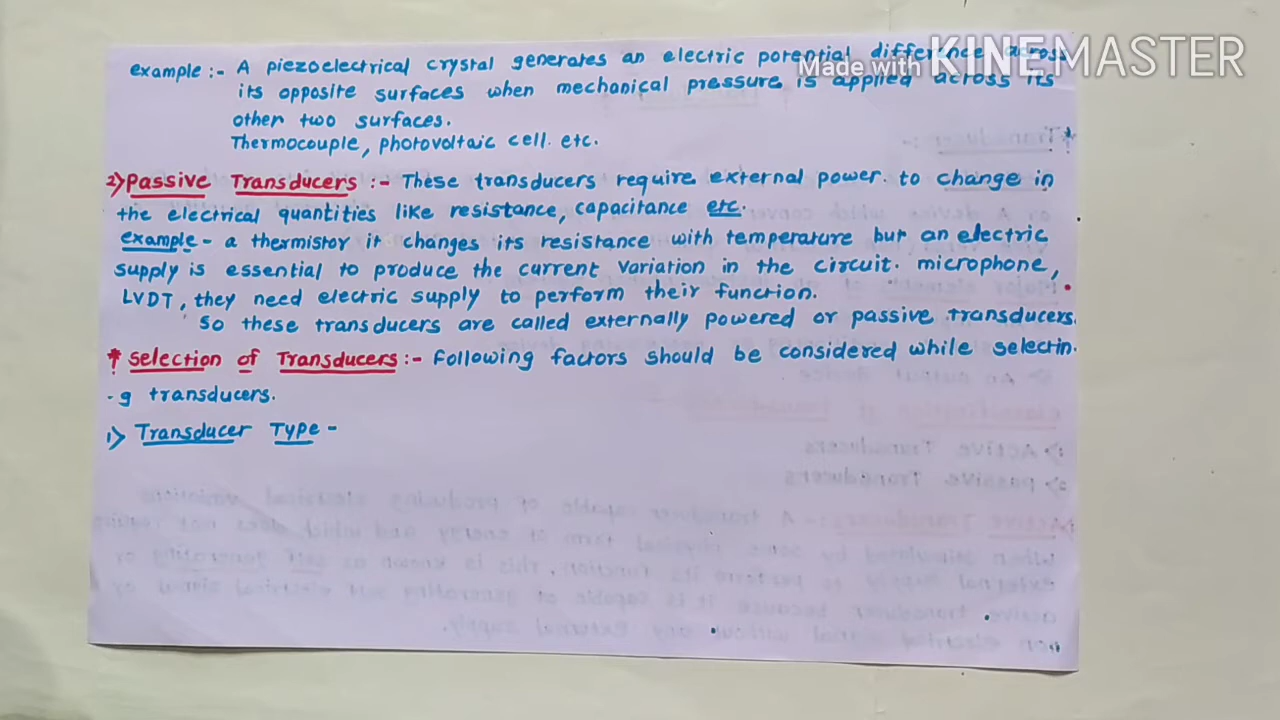 Made with KINEMASTER
example :- A piezoelectrical crystal generates an electric potential difference across
its opposite surfaces when mechanical pressure is applied across its
other two surfaces.
Thermocouple, photovoltaic cell. etc.
2) Passive Transducers :- These transducers require external power. to change in
the electrical quantities like resistance, capacitance etc.
example - a thermistor it changes its resistance with temperature but an electric
supply is essential to produce the current variation in the circuit. microphone,
LVDT, they need electric supply to perform their function.
So these transducers are called externally powered or passive transducers.
* Selection of Transducers :- Following factors should be considered while selectin.
-g transducers.
1) Transducer Type -